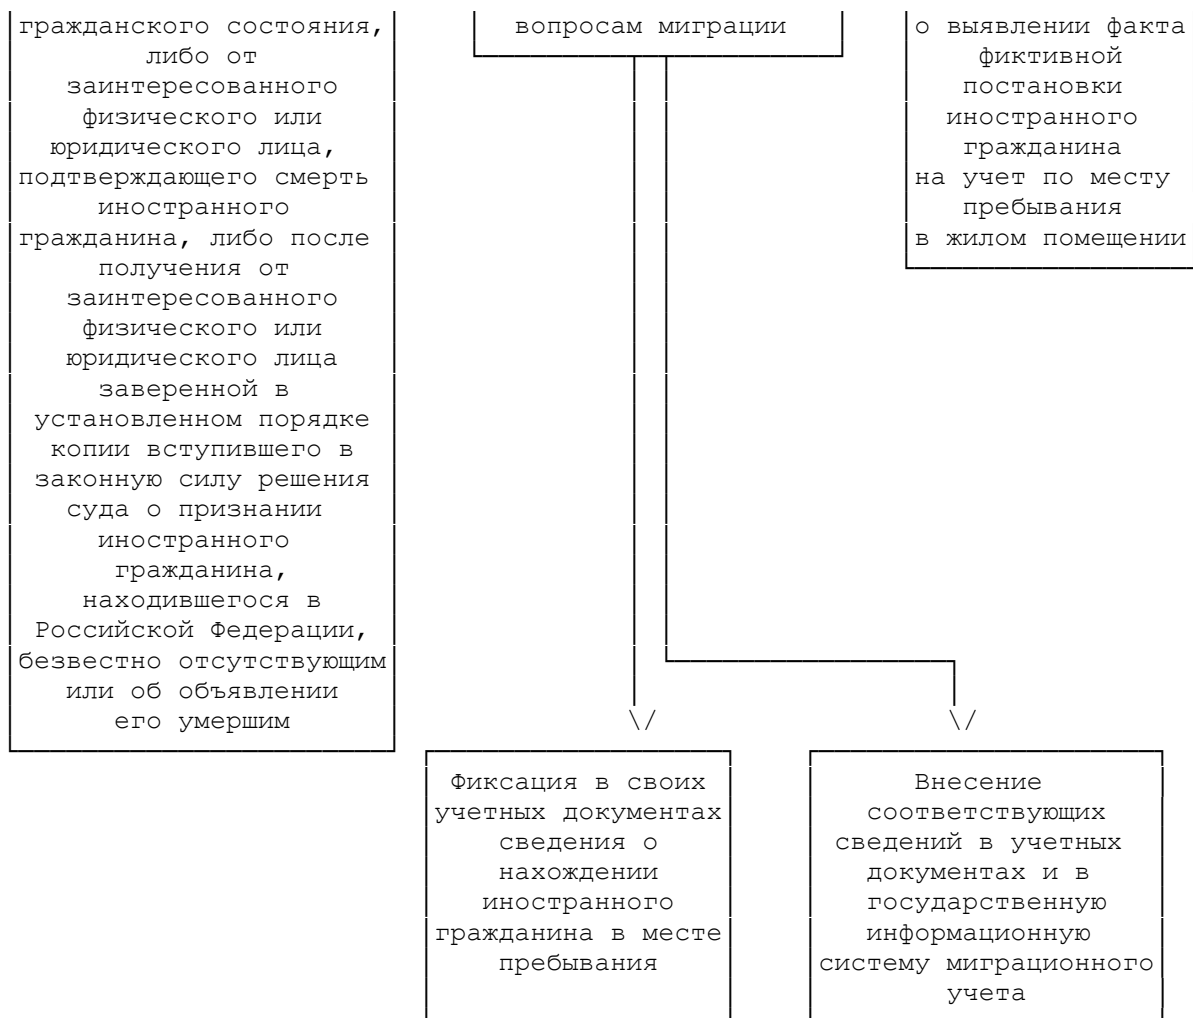 гражданского состояния,
либо от
заинтересованного
физического или
юридического лица,
подтверждающего смерть
иностранного
гражданина, либо после
получения от
заинтересованного
физического или
юридического лица
заверенной в
установленном порядке
копии вступившего в
законную силу решения
суда о признании
иностранного
гражданина,
находившегося в
Российской Федерации,
безвестно отсутствующим
или об объявлении
его умершим
вопросам миграции
о выявлении факта
фиктивной
постановки
иностранного
гражданина
на учет по месту
пребывания
в жилом помещении
\/
\/
Фиксация в своих
учетных документах
сведения о
нахождении
иностранного
гражданина в месте
пребывания
Внесение
соответствующих
сведений в учетных
документах и в
государственную
информационную
систему миграционного
учета